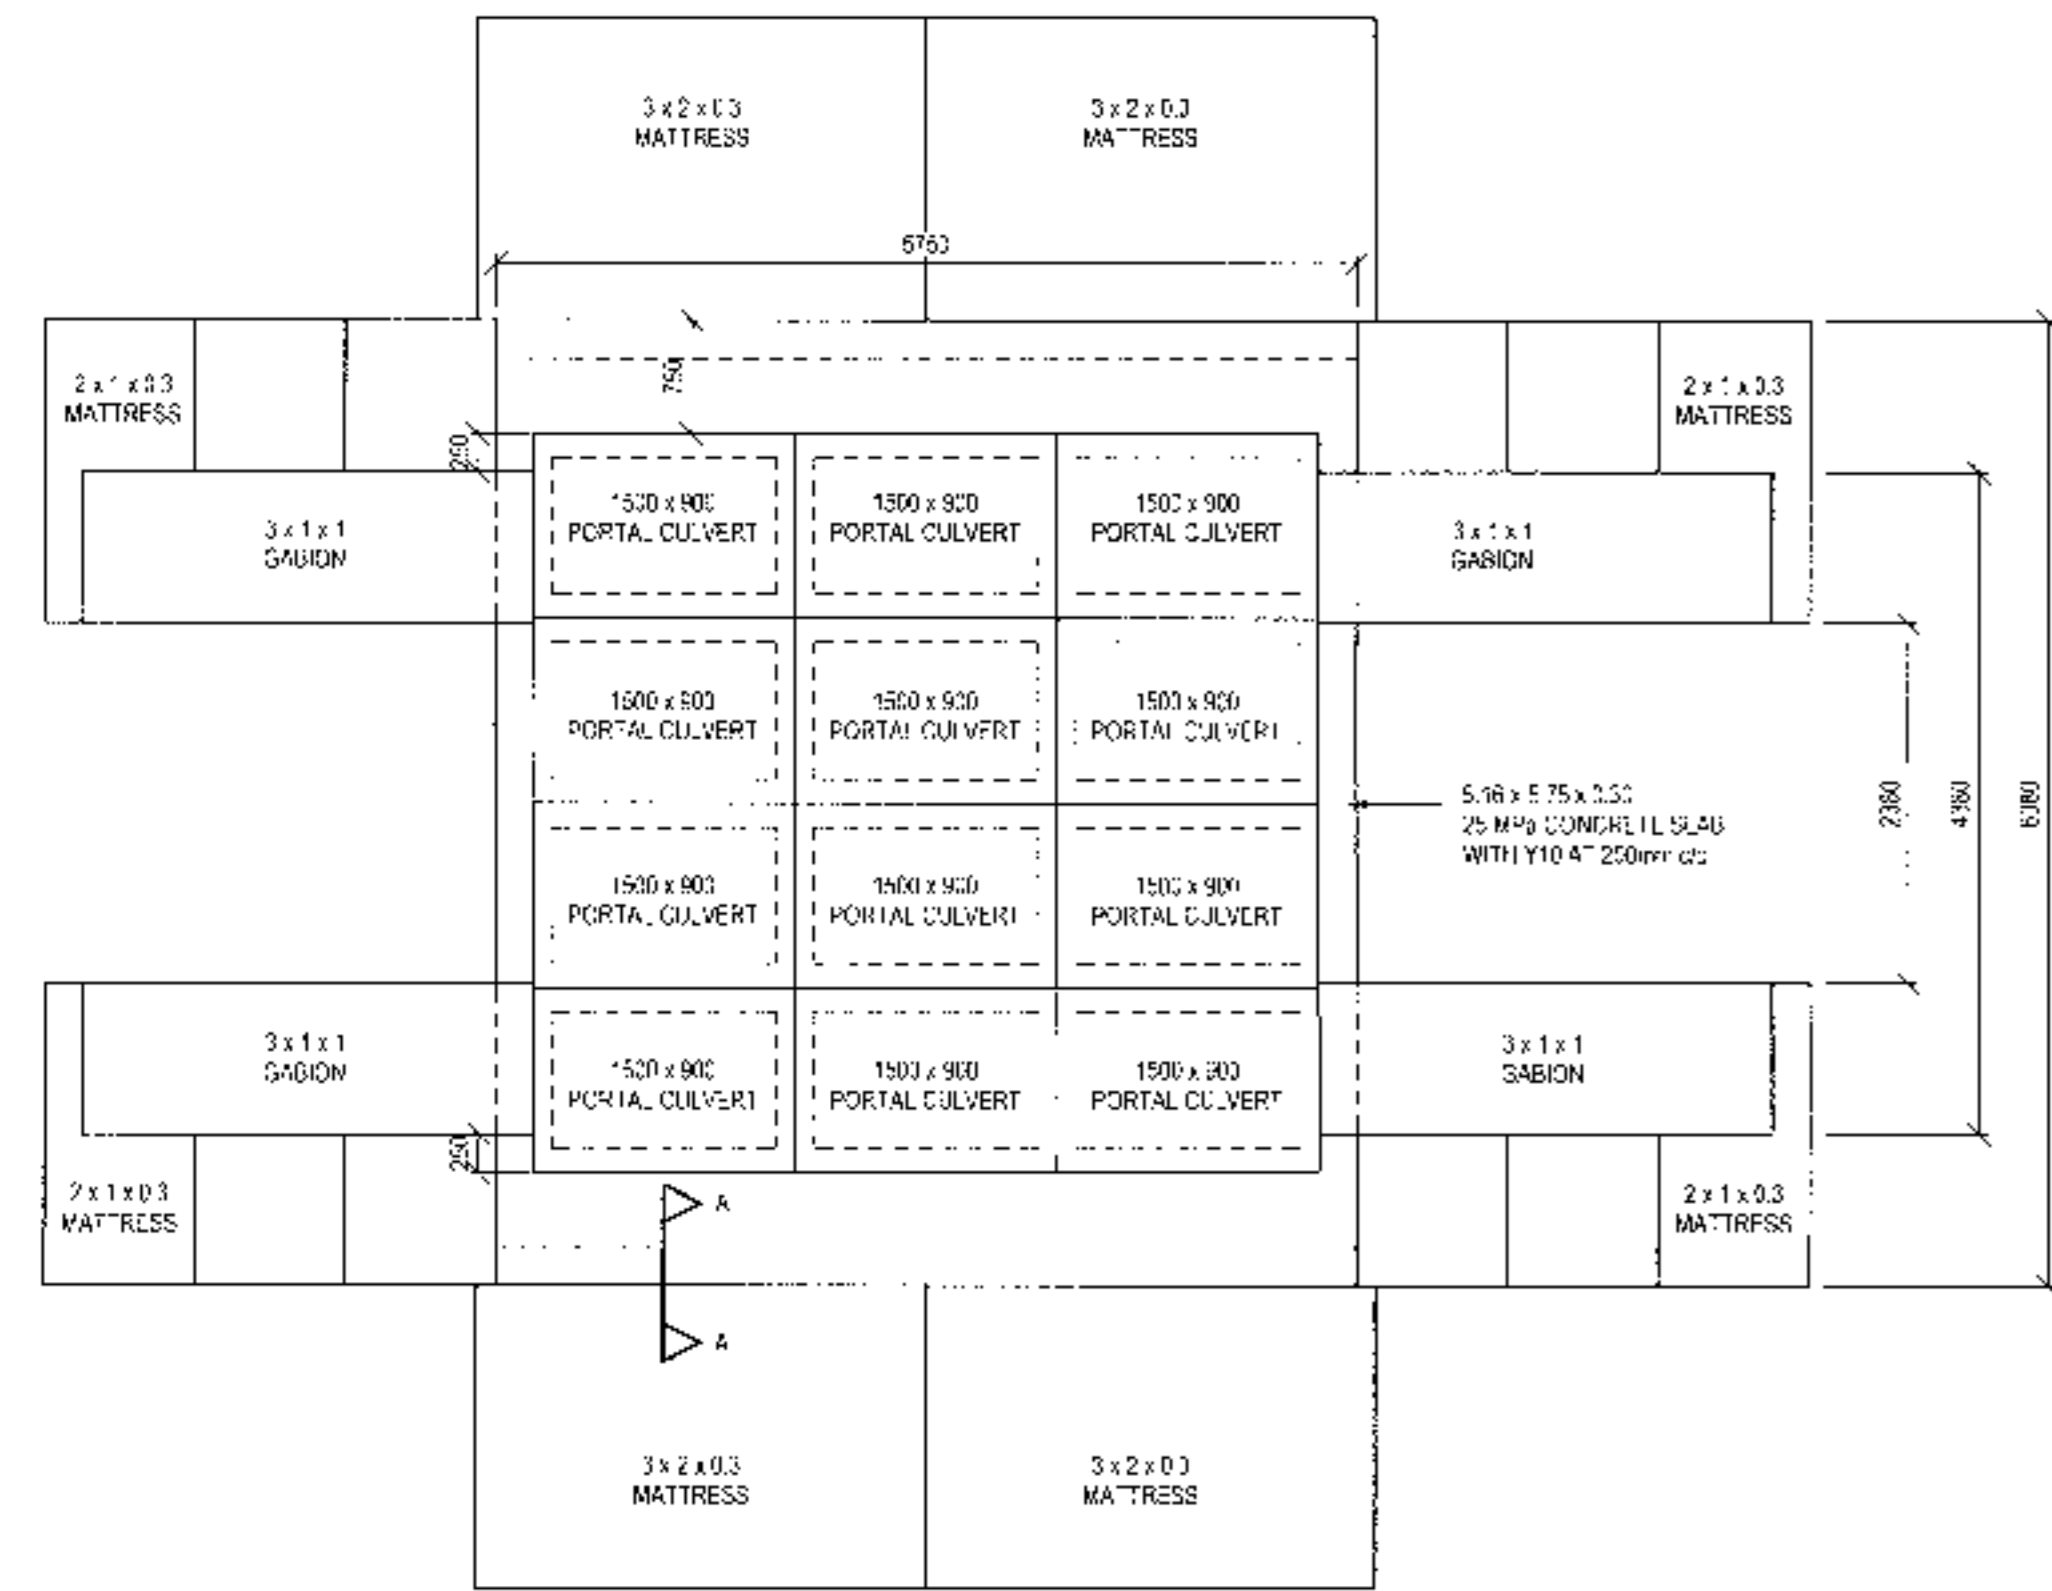 3 x 2 x 0.3
MATTRESS
3 x 2 x 0.3
MATTRESS
5750
750
2 x 1 x 0.3
MATTRESS
2 x 1 x 0.3
MATTRESS
250
1500 x 900
PORTAL CULVERT
1500 x 900
PORTAL CULVERT
1500 x 900
PORTAL CULVERT
3 x 1 x 1
GABION
3 x 1 x 1
GABION
1500 x 900
PORTAL CULVERT
1500 x 900
PORTAL CULVERT
1500 x 900
PORTAL CULVERT
x 5.75 x
25 MPa CONCRETE SLAB
WITH Y10 AT 250mm c/c
2360
4360
1500 x 900
PORTAL CULVERT
1500 x 900
PORTAL CULVERT
1500 x 900
PORTAL CULVERT
3 x 1 x 1
GABION
3 x 1 x 1
GABION
1500 x 900
PORTAL CULVERT
1500 x 900
PORTAL CULVERT
1500 x 900
PORTAL CULVERT
250
2 x 1 x 0.3
MATTRESS
2 x 1 x 0.3
MATTRESS
A
A
3 x 2 x 0.3
MATTRESS
3 x 2 x 0.3
MATTRESS